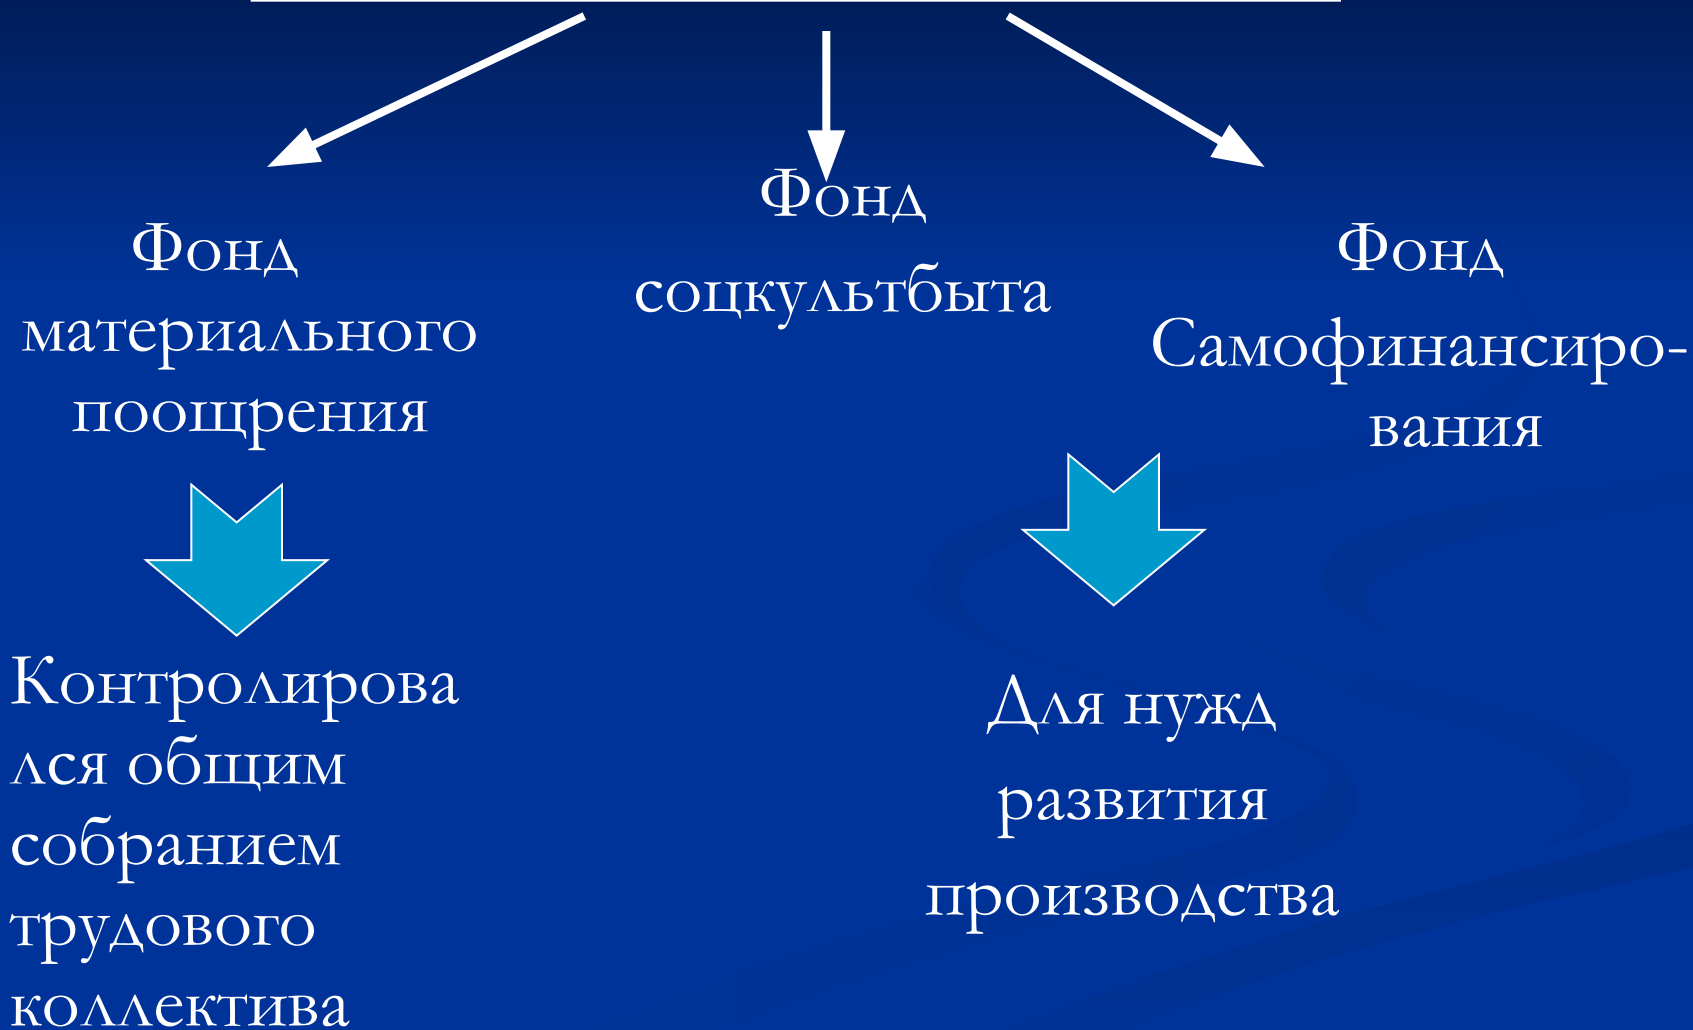 Фонд
материального
поощрения
Фонд
соцкультбыта
Фонд
Самофинансиро-
вания
Контролирова
лся общим
собранием
трудового
коллектива
Для нужд
развития
производства